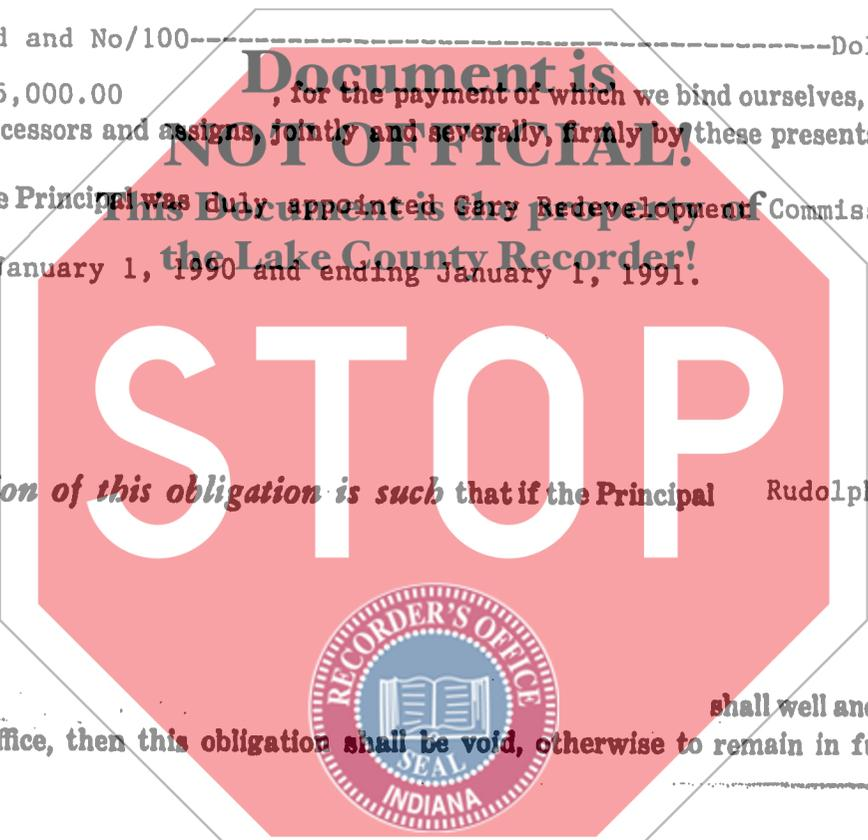 d and No/100
Dol
Document is
5,000.00 , for the payment of which we bind ourselves,
cessors and assigns, jointly and severally, firmly by these presents
NOT OFFICIAL!
e Principal was duly appointed Gary Redevelopment Commiss
This Document is the property of
the Lake County Recorder!
January 1, 1990 and ending January 1, 1991.
STOP
ion of this obligation is such that if the Principal Rudolph
RECORDER'S OFFICE
shall well and
ffice, then this obligation shall be void, otherwise to remain in fu
SEAL
INDIANA